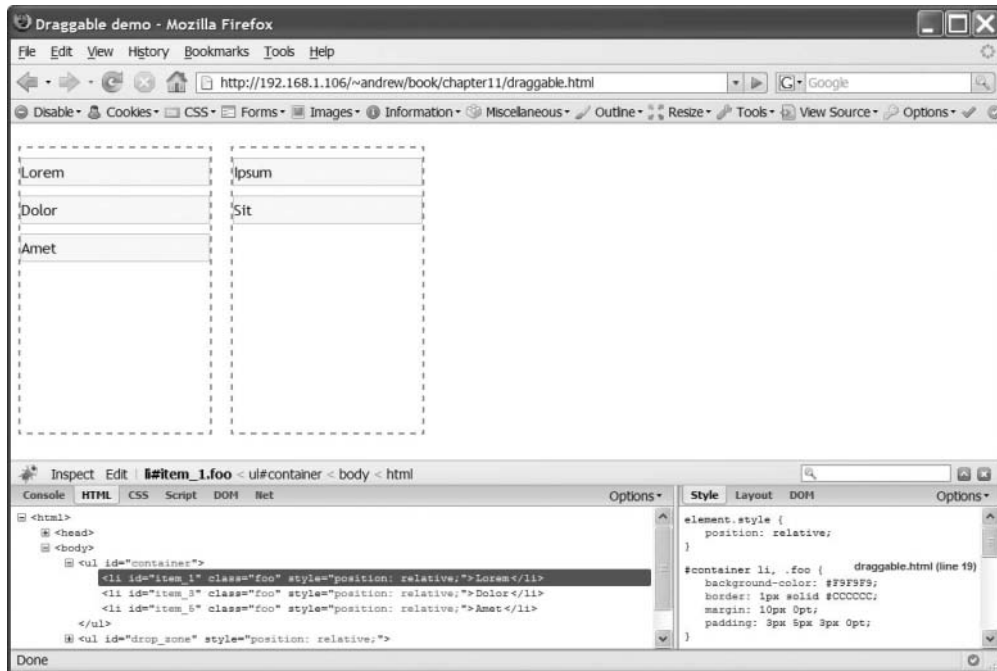 Draggable demo - Mozilla Firefox
File Edit View History Bookmarks Tools Help
http://192.168.1.106/~andrew/book/chapter11/draggable.html
G Google
Disable Cookies CSS Forms Images Information Miscellaneous Outline Resize Tools View Source Options
Lorem
Dolor
Amet
Ipsum
Sit
Inspect Edit | li#item_1.foo < ul#container < body < html
Console HTML CSS Script DOM Net Options
<html>
<head>
<body>
<ul id="container">
<li id="item_1" class="foo" style="position: relative;">Lorem</li>
<li id="item_3" class="foo" style="position: relative;">Dolor</li>
<li id="item_5" class="foo" style="position: relative;">Amet</li>
</ul>
<ul id="drop_zone" style="position: relative;">
Style Layout DOM Options
element.style {
position: relative;
}
#container li, .foo { draggable.html (line 19)
background-color: #F9F9F9;
border: 1px solid #CCCCCC;
margin: 10px 0pt;
padding: 3px 5px 3px 0pt;
}
Done